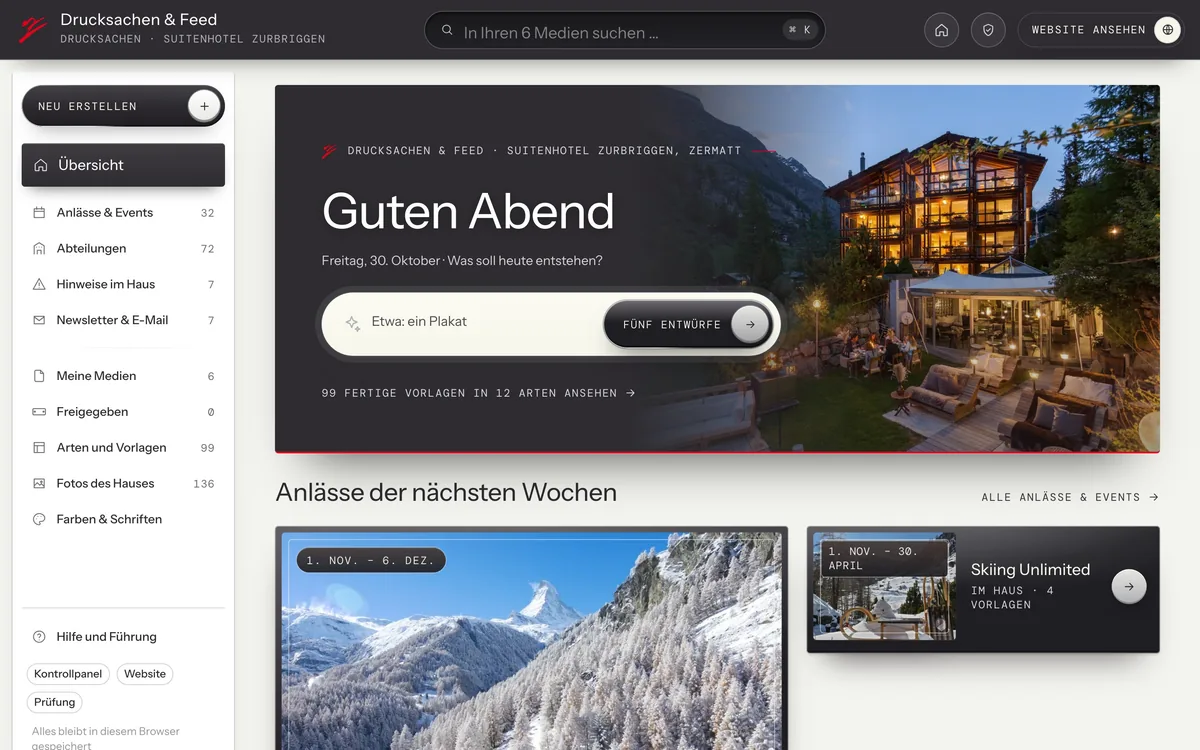 Drucksachen & Feed
DRUCKSACHEN · SUITENHOTEL ZURBRIGGEN
In Ihren 6 Medien suchen ...
⌘ K
WEBSITE ANSEHEN
NEU ERSTELLEN
Übersicht
Anlässe & Events 32
Abteilungen 72
Hinweise im Haus 7
Newsletter & E-Mail 7
Meine Medien 6
Freigegeben 0
Arten und Vorlagen 99
Fotos des Hauses 136
Farben & Schriften
Hilfe und Führung
Kontrollpanel Website
Prüfung
Alles bleibt in diesem Browser
gespeichert
DRUCKSACHEN & FEED · SUITENHOTEL ZURBRIGGEN, ZERMATT
Guten Abend
Freitag, 30. Oktober · Was soll heute entstehen?
Etwa: ein Plakat
FÜNF ENTWÜRFE →
99 FERTIGE VORLAGEN IN 12 ARTEN ANSEHEN →
Anlässe der nächsten Wochen
ALLE ANLÄSSE & EVENTS →
1. NOV. – 6. DEZ.
1. NOV. – 30.
APRIL
Skiing Unlimited
IM HAUS · 4
VORLAGEN